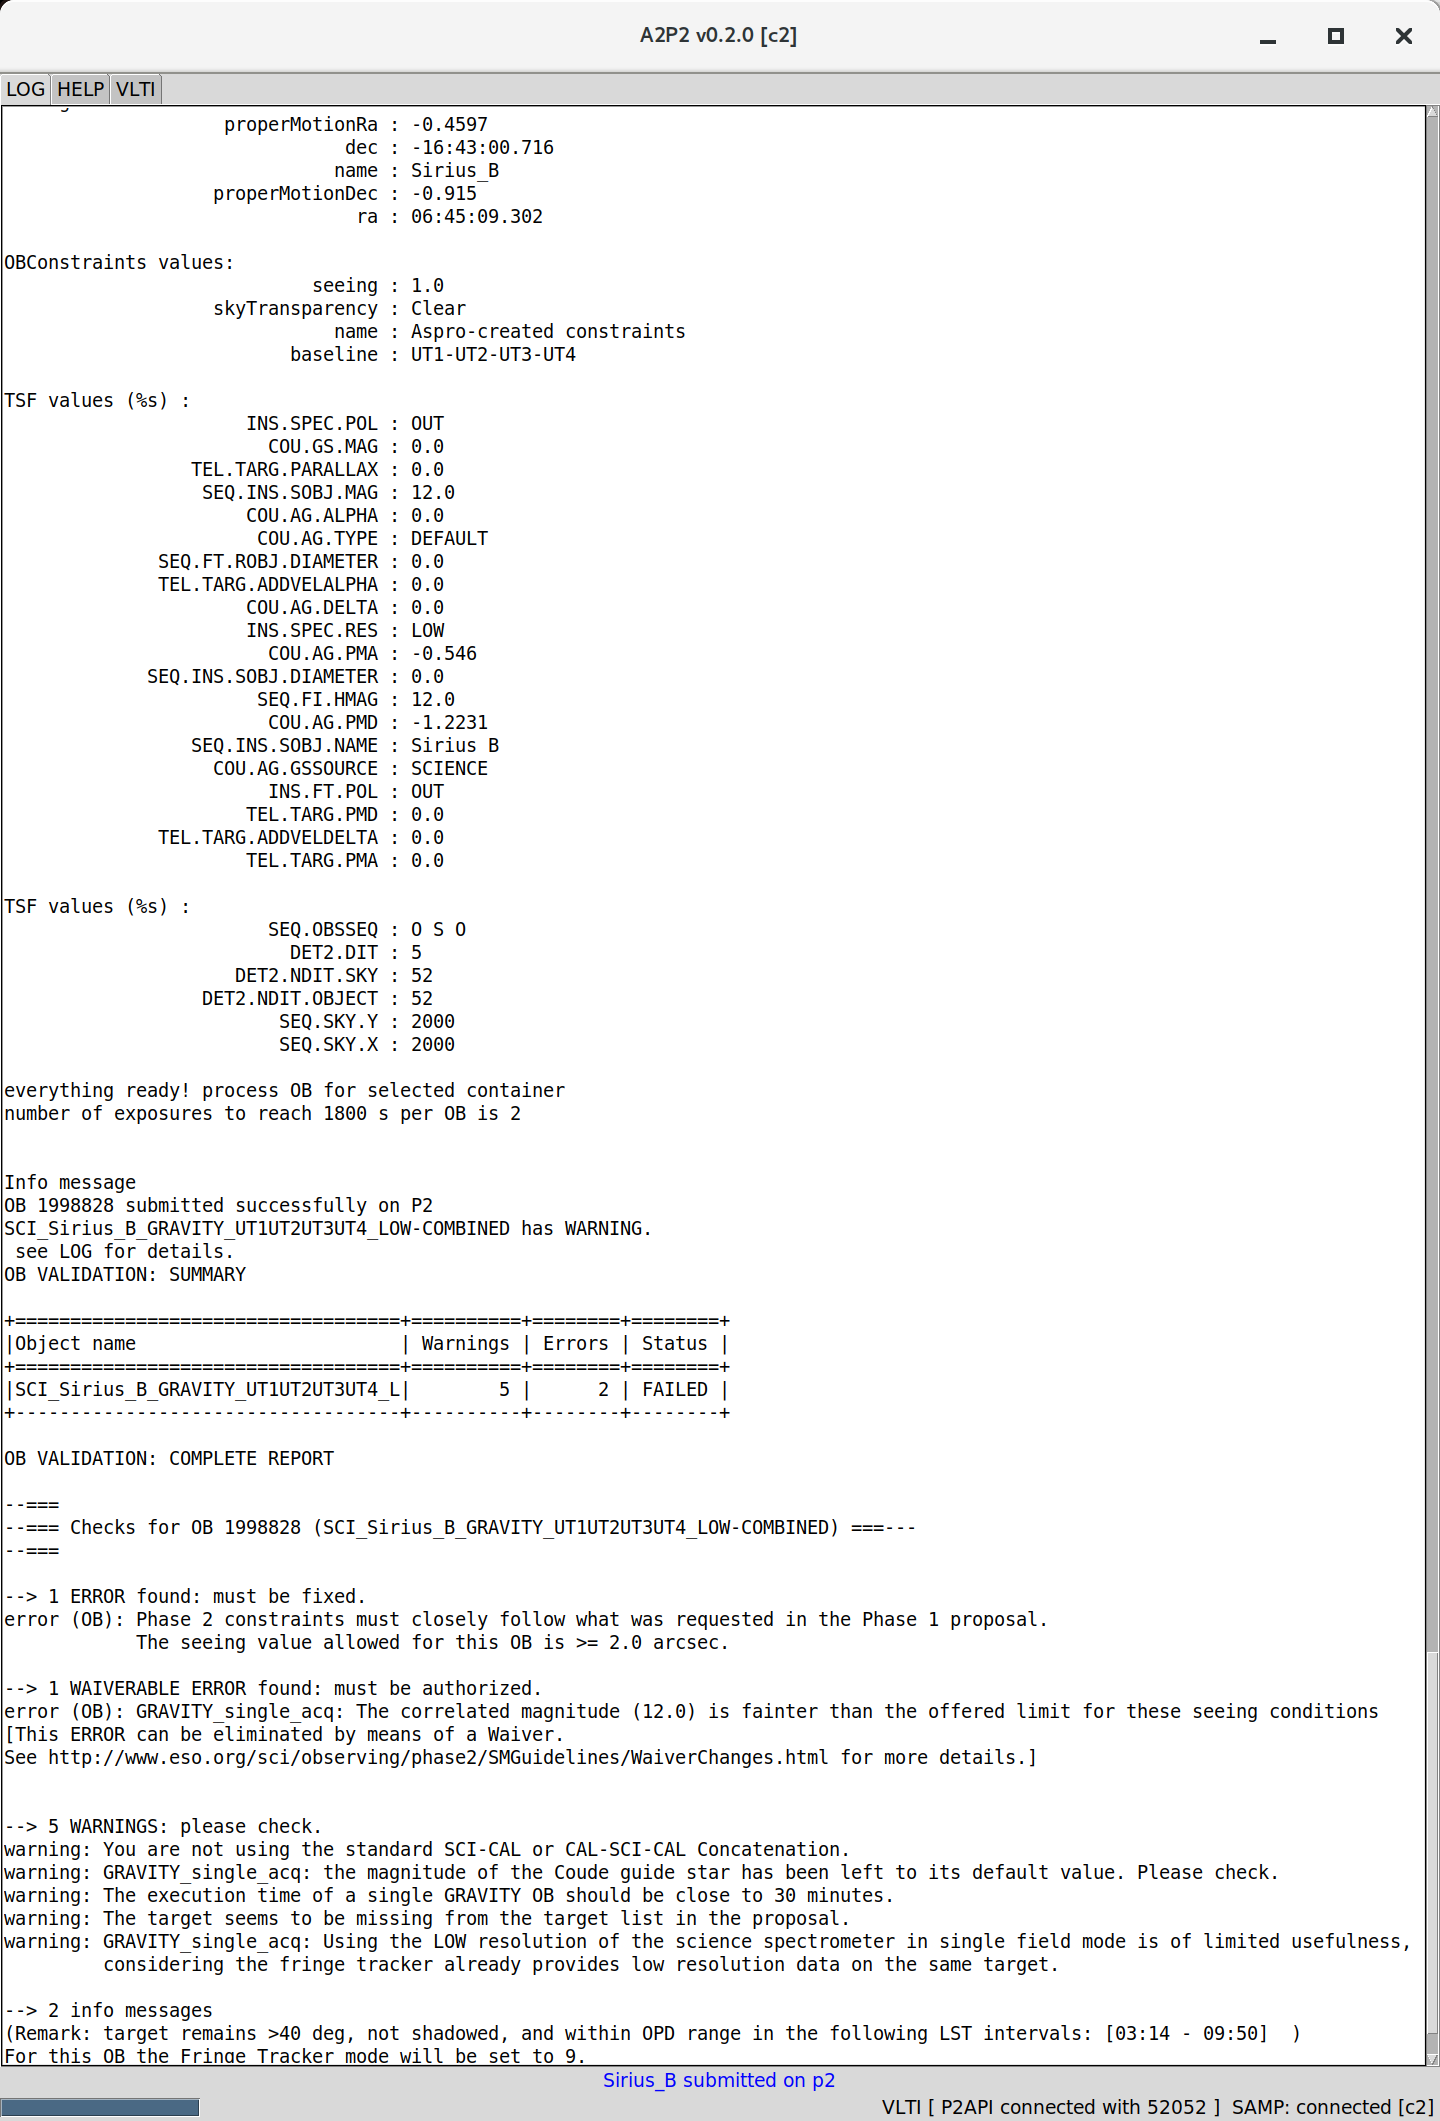 A2P2 v0.2.0 [c2]
LOG HELP VLTI
properMotionRa : -0.4597
dec : -16:43:00.716
name : Sirius_B
properMotionDec : -0.915
ra : 06:45:09.302
OBConstraints values:
seeing : 1.0
skyTransparency : Clear
name : Aspro-created constraints
baseline : UT1-UT2-UT3-UT4
TSF values (%s) :
INS.SPEC.POL : OUT
COU.GS.MAG : 0.0
TEL.TARG.PARALLAX : 0.0
SEQ.INS.SOBJ.MAG : 12.0
COU.AG.ALPHA : 0.0
COU.AG.TYPE : DEFAULT
SEQ.FT.ROBJ.DIAMETER : 0.0
TEL.TARG.ADDVELALPHA : 0.0
COU.AG.DELTA : 0.0
INS.SPEC.RES : LOW
COU.AG.PMA : -0.546
SEQ.INS.SOBJ.DIAMETER : 0.0
SEQ.FI.HMAG : 12.0
COU.AG.PMD : -1.2231
SEQ.INS.SOBJ.NAME : Sirius B
COU.AG.GSSOURCE : SCIENCE
INS.FT.POL : OUT
TEL.TARG.PMD : 0.0
TEL.TARG.ADDVELDELTA : 0.0
TEL.TARG.PMA : 0.0
TSF values (%s) :
SEQ.OBSSEQ : O S O
DET2.DIT : 5
DET2.NDIT.SKY : 52
DET2.NDIT.OBJECT : 52
SEQ.SKY.Y : 2000
SEQ.SKY.X : 2000
everything ready! process OB for selected container
number of exposures to reach 1800 s per OB is 2
Info message
OB 1998828 submitted successfully on P2
SCI_Sirius_B_GRAVITY_UT1UT2UT3UT4_LOW-COMBINED has WARNING.
see LOG for details.
OB VALIDATION: SUMMARY
+===================================+==========+========+========+
|Object name                        | Warnings | Errors | Status |
+===================================+==========+========+========+
|SCI_Sirius_B_GRAVITY_UT1UT2UT3UT4_L|        5 |      2 | FAILED |
+-----------------------------------+----------+--------+--------+
OB VALIDATION: COMPLETE REPORT
--===
--=== Checks for OB 1998828 (SCI_Sirius_B_GRAVITY_UT1UT2UT3UT4_LOW-COMBINED) ===---
--===
--> 1 ERROR found: must be fixed.
error (OB): Phase 2 constraints must closely follow what was requested in the Phase 1 proposal.
The seeing value allowed for this OB is >= 2.0 arcsec.
--> 1 WAIVERABLE ERROR found: must be authorized.
error (OB): GRAVITY_single_acq: The correlated magnitude (12.0) is fainter than the offered limit for these seeing conditions
[This ERROR can be eliminated by means of a Waiver.
See http://www.eso.org/sci/observing/phase2/SMGuidelines/WaiverChanges.html for more details.]
--> 5 WARNINGS: please check.
warning: You are not using the standard SCI-CAL or CAL-SCI-CAL Concatenation.
warning: GRAVITY_single_acq: the magnitude of the Coude guide star has been left to its default value. Please check.
warning: The execution time of a single GRAVITY OB should be close to 30 minutes.
warning: The target seems to be missing from the target list in the proposal.
warning: GRAVITY_single_acq: Using the LOW resolution of the science spectrometer in single field mode is of limited usefulness,
considering the fringe tracker already provides low resolution data on the same target.
--> 2 info messages
(Remark: target remains >40 deg, not shadowed, and within OPD range in the following LST intervals: [03:14 - 09:50]  )
For this OB the Fringe Tracker mode will be set to 9.
Sirius_B submitted on p2
VLTI [ P2API connected with 52052 ]  SAMP: connected [c2]